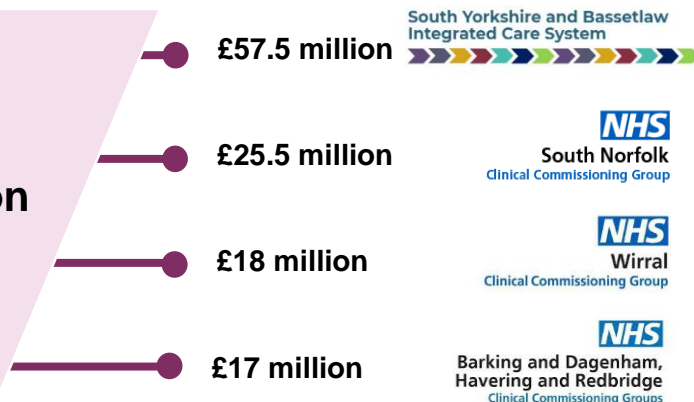 £57.5 million
South Yorkshire and Bassetlaw
Integrated Care System
£25.5 million
NHS
South Norfolk
Clinical Commissioning Group
on
£18 million
NHS
Wirral
Clinical Commissioning Group
£17 million
NHS
Barking and Dagenham,
Havering and Redbridge
Clinical Commissioning Groups